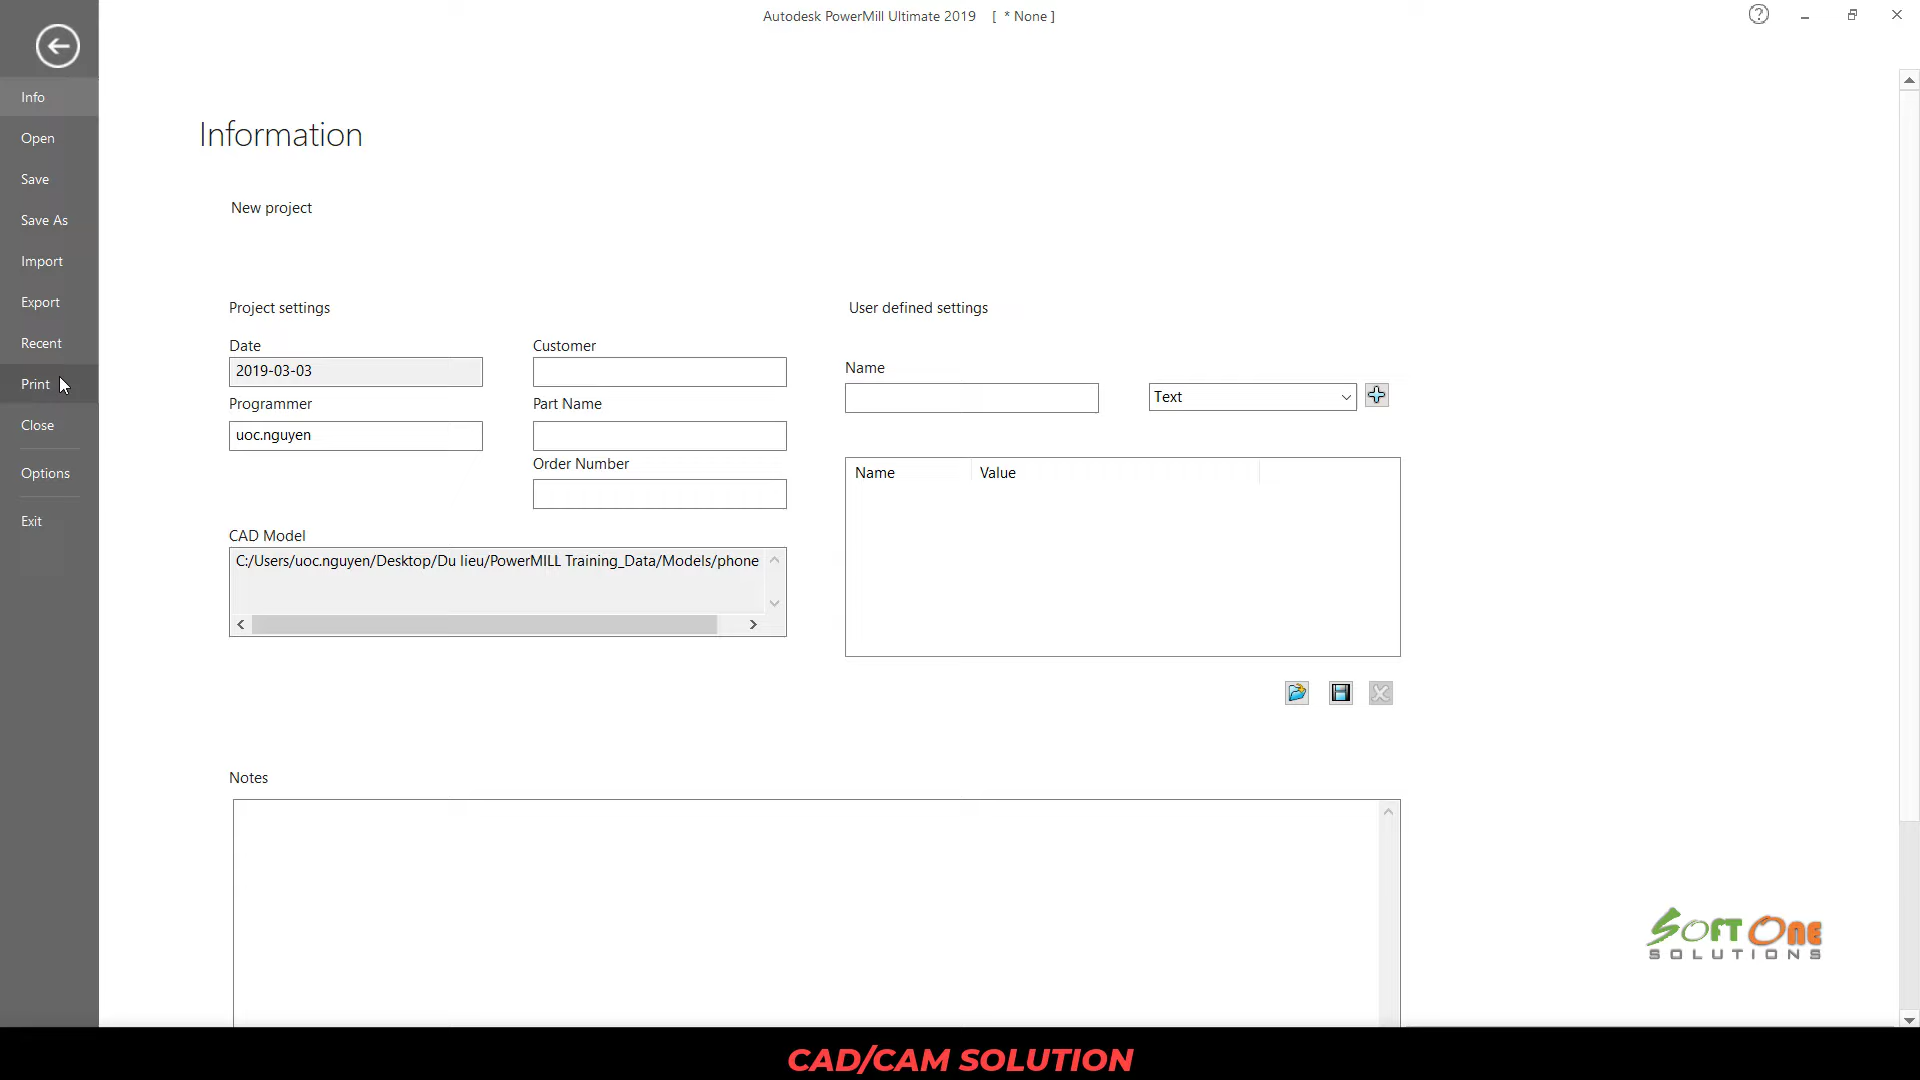 Autodesk PowerMill Ultimate 2019 [ * None ]
Info
Open
Save
Save As
Import
Export
Recent
Print
Close
Options
Exit
Information
New project
Project settings
Date
2019-03-03
Programmer
uoc.nguyen
Customer
Part Name
Order Number
CAD Model
C:/Users/uoc.nguyen/Desktop/Du lieu/PowerMILL Training_Data/Models/phone
User defined settings
Name
Text
Name Value
Notes
SOFT ONE
SOLUTIONS
CAD/CAM SOLUTION